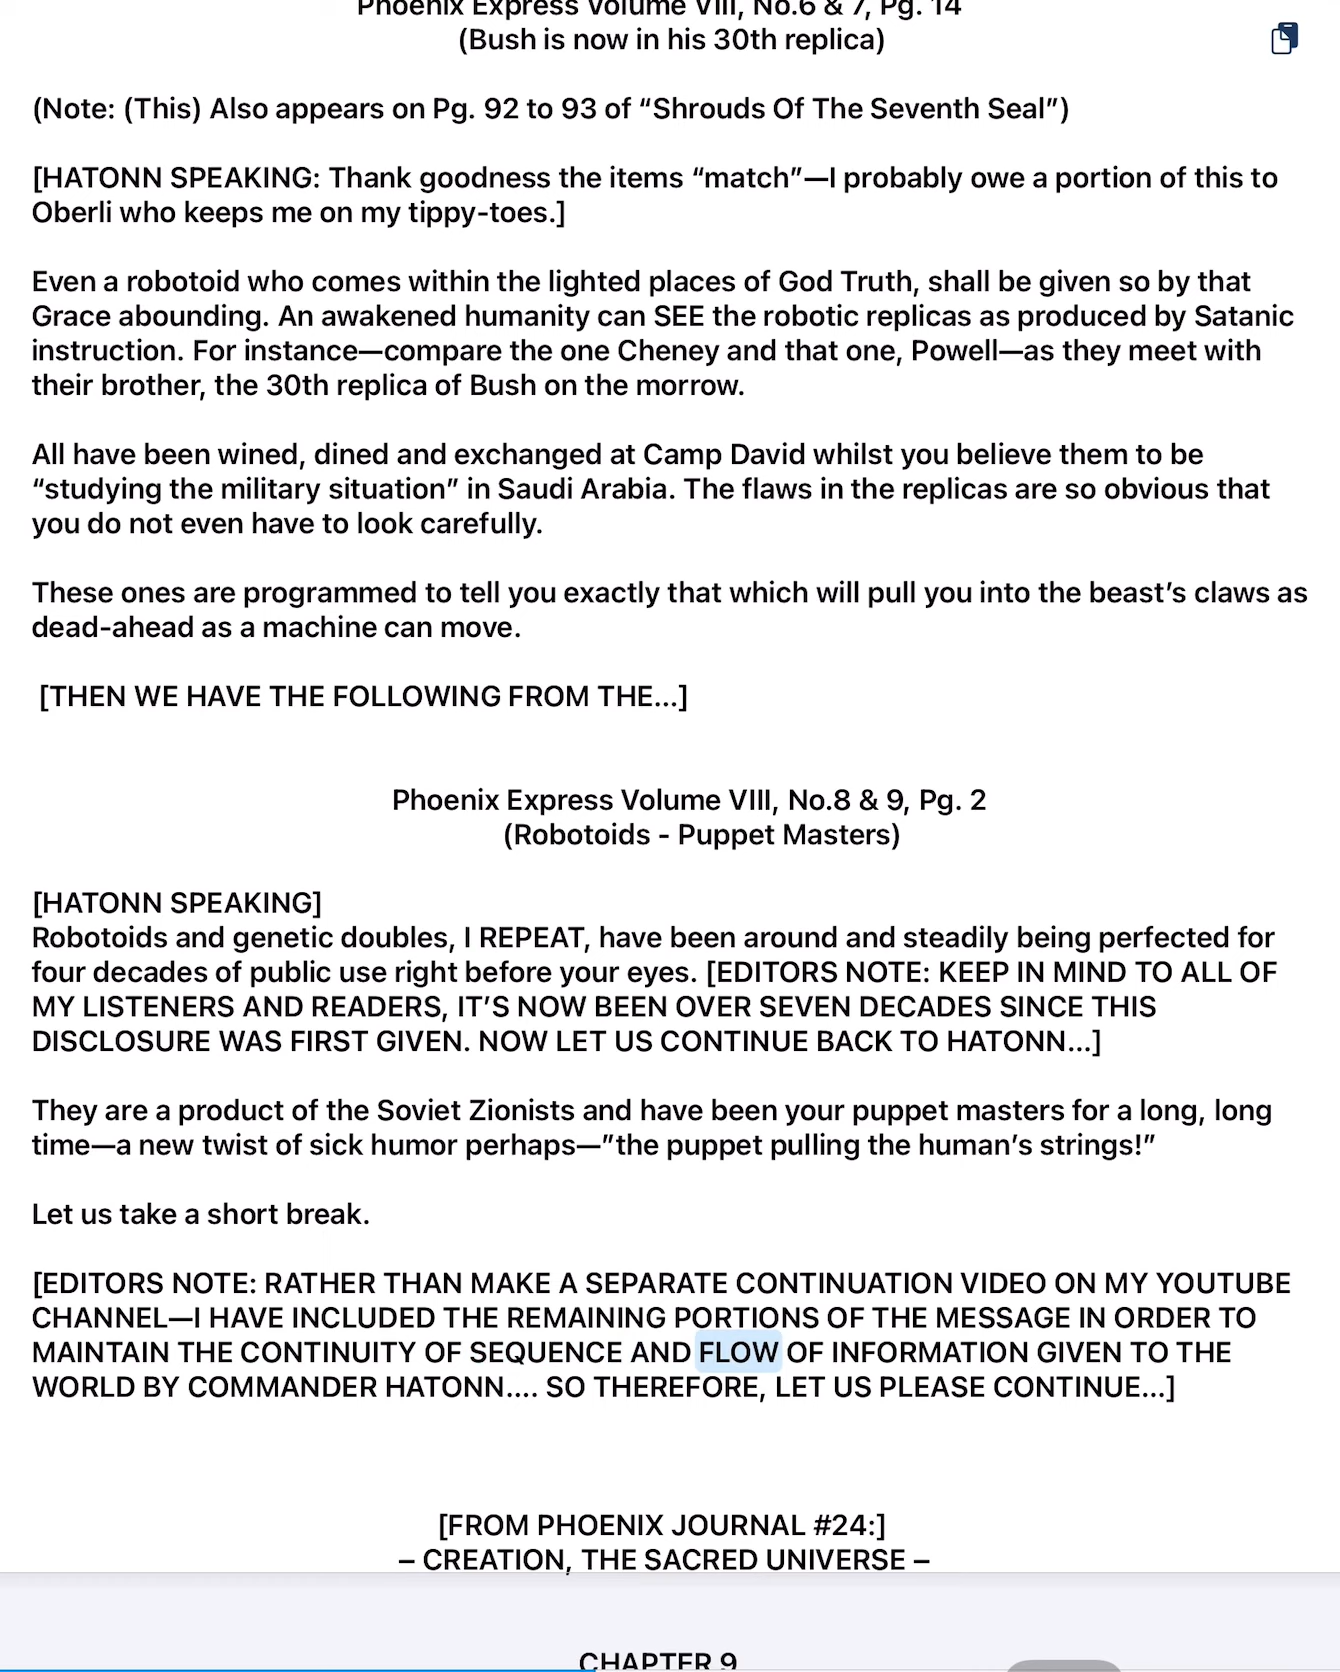 Phoenix Express Volume VIII, No.6 & 7, Pg. 14
(Bush is now in his 30th replica)
(Note: (This) Also appears on Pg. 92 to 93 of “Shrouds Of The Seventh Seal”)
[HATONN SPEAKING: Thank goodness the items “match”—I probably owe a portion of this to
Oberli who keeps me on my tippy-toes.]
Even a robotoid who comes within the lighted places of God Truth, shall be given so by that
Grace abounding. An awakened humanity can SEE the robotic replicas as produced by Satanic
instruction. For instance—compare the one Cheney and that one, Powell—as they meet with
their brother, the 30th replica of Bush on the morrow.
All have been wined, dined and exchanged at Camp David whilst you believe them to be
“studying the military situation” in Saudi Arabia. The flaws in the replicas are so obvious that
you do not even have to look carefully.
These ones are programmed to tell you exactly that which will pull you into the beast’s claws as
dead-ahead as a machine can move.
[THEN WE HAVE THE FOLLOWING FROM THE...]
Phoenix Express Volume VIII, No.8 & 9, Pg. 2
(Robotoids - Puppet Masters)
[HATONN SPEAKING]
Robotoids and genetic doubles, I REPEAT, have been around and steadily being perfected for
four decades of public use right before your eyes. [EDITORS NOTE: KEEP IN MIND TO ALL OF
MY LISTENERS AND READERS, IT’S NOW BEEN OVER SEVEN DECADES SINCE THIS
DISCLOSURE WAS FIRST GIVEN. NOW LET US CONTINUE BACK TO HATONN...]
They are a product of the Soviet Zionists and have been your puppet masters for a long, long
time—a new twist of sick humor perhaps—”the puppet pulling the human’s strings!”
Let us take a short break.
[EDITORS NOTE: RATHER THAN MAKE A SEPARATE CONTINUATION VIDEO ON MY YOUTUBE
CHANNEL—I HAVE INCLUDED THE REMAINING PORTIONS OF THE MESSAGE IN ORDER TO
MAINTAIN THE CONTINUITY OF SEQUENCE AND FLOW OF INFORMATION GIVEN TO THE
WORLD BY COMMANDER HATONN.... SO THEREFORE, LET US PLEASE CONTINUE...]
[FROM PHOENIX JOURNAL #24:]
– CREATION, THE SACRED UNIVERSE –
CHAPTER 9